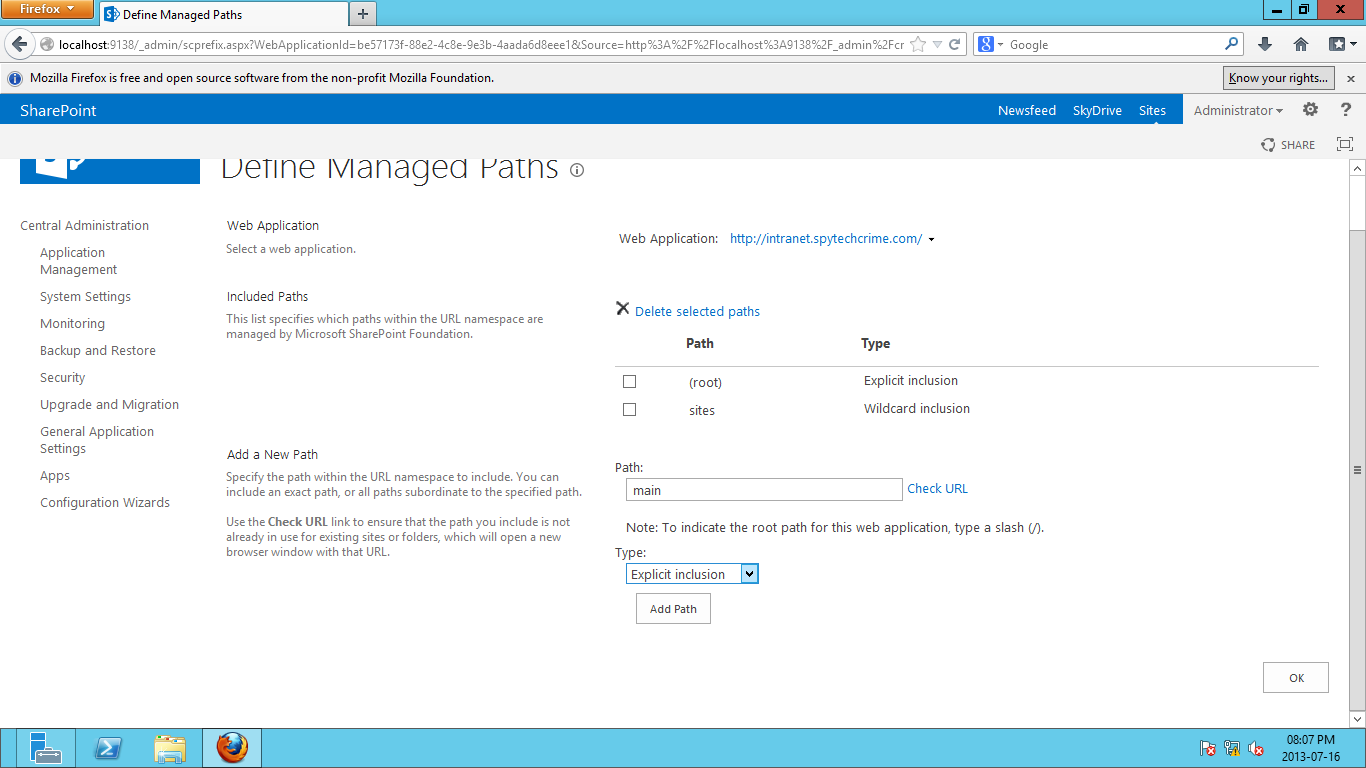 Firefox
Define Managed Paths
localhost:9138/_admin/scprefix.aspx?WebApplicationId=be57173f-88e2-4c8e-9e3b-4aada6d8eee1&Source=http%3A%2F%2Flocalhost%3A9138%2F_admin%2Fcr
Google
Mozilla Firefox is free and open source software from the non-profit Mozilla Foundation.
Know your rights...
SharePoint
Newsfeed
SkyDrive
Sites
Administrator
?
SHARE
Define Managed Paths
Central Administration
Application
Management
System Settings
Monitoring
Backup and Restore
Security
Upgrade and Migration
General Application
Settings
Apps
Configuration Wizards
Web Application
Select a web application.
Web Application: http://intranet.spytechcrime.com/
Included Paths
This list specifies which paths within the URL namespace are
managed by Microsoft SharePoint Foundation.
Delete selected paths
Path Type
(root) Explicit inclusion
sites Wildcard inclusion
Add a New Path
Specify the path within the URL namespace to include. You can
include an exact path, or all paths subordinate to the specified path.
Use the Check URL link to ensure that the path you include is not
already in use for existing sites or folders, which will open a new
browser window with that URL.
Path:
main Check URL
Note: To indicate the root path for this web application, type a slash (/).
Type:
Explicit inclusion
Add Path
OK
08:07 PM
2013-07-16